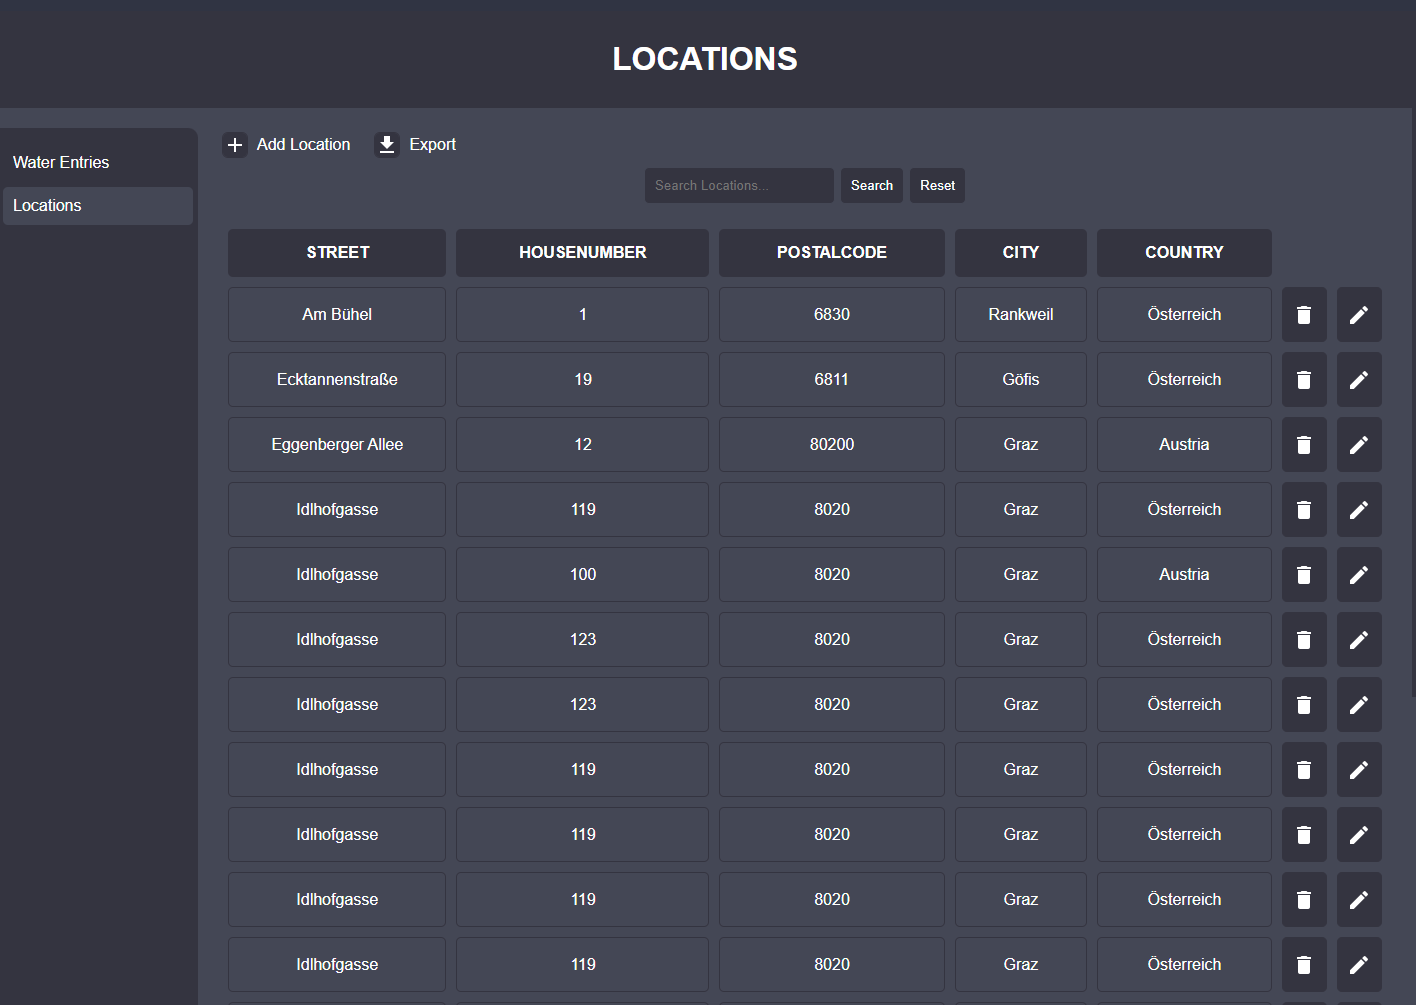 LOCATIONS
Water Entries
Locations
Add Location Export
Search Locations... Search Reset
STREET HOUSENUMBER POSTALCODE CITY COUNTRY
Am Bühel 1 6830 Rankweil Österreich
Ecktannenstraße 19 6811 Göfis Österreich
Eggenberger Allee 12 80200 Graz Austria
Idlhofgasse 119 8020 Graz Österreich
Idlhofgasse 100 8020 Graz Austria
Idlhofgasse 123 8020 Graz Österreich
Idlhofgasse 123 8020 Graz Österreich
Idlhofgasse 119 8020 Graz Österreich
Idlhofgasse 119 8020 Graz Österreich
Idlhofgasse 119 8020 Graz Österreich
Idlhofgasse 119 8020 Graz Österreich